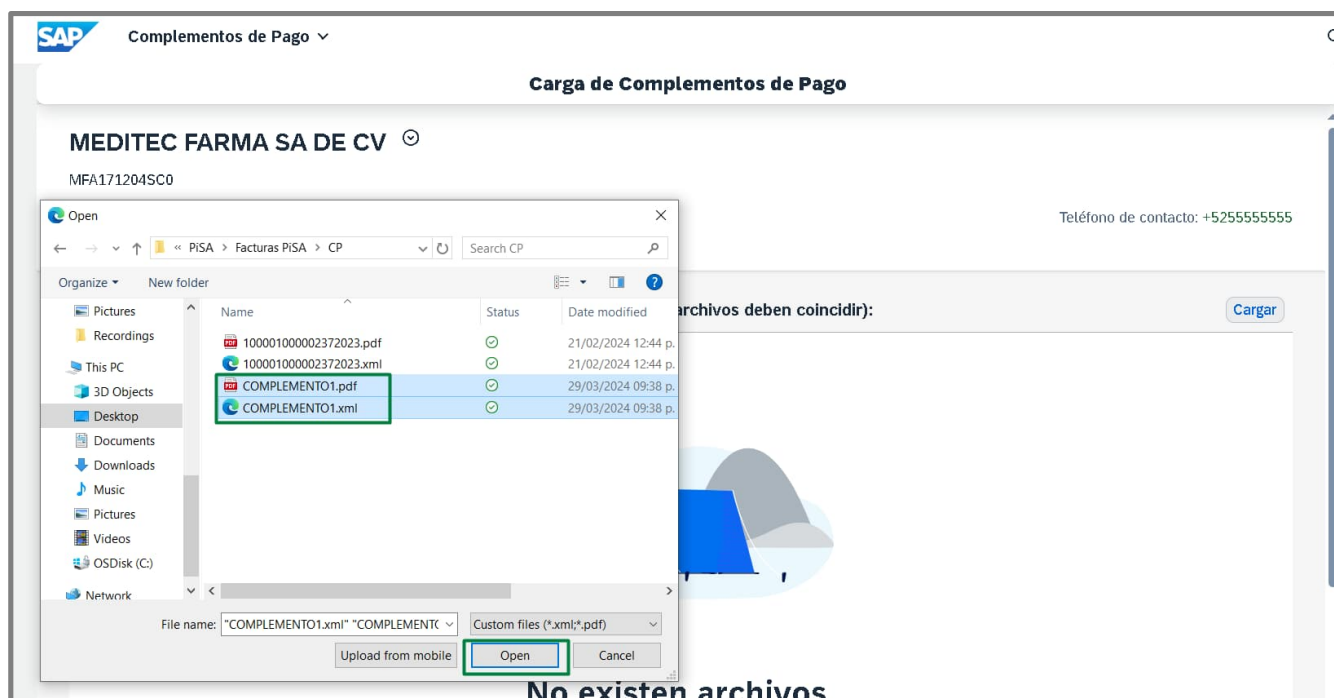 SAP Complementos de Pago
Carga de Complementos de Pago
MEDITEC FARMA SA DE CV
MFA171204SC0
Teléfono de contacto: +5255555555
Open
« PiSA > Facturas PiSA > CP
Search CP
Organize New folder
Pictures
Recordings
This PC
3D Objects
Desktop
Documents
Downloads
Music
Pictures
Videos
OSDisk (C:)
Network
Name Status Date modified
100001000002372023.pdf 21/02/2024 12:44 p.
100001000002372023.xml 21/02/2024 12:44 p.
COMPLEMENTO1.pdf 29/03/2024 09:38 p.
COMPLEMENTO1.xml 29/03/2024 09:38 p.
File name: "COMPLEMENTO1.xml" "COMPLEMENTO Custom files (*.xml;*.pdf)
Upload from mobile Open Cancel
archivos deben coincidir):
Cargar
No existen archivos